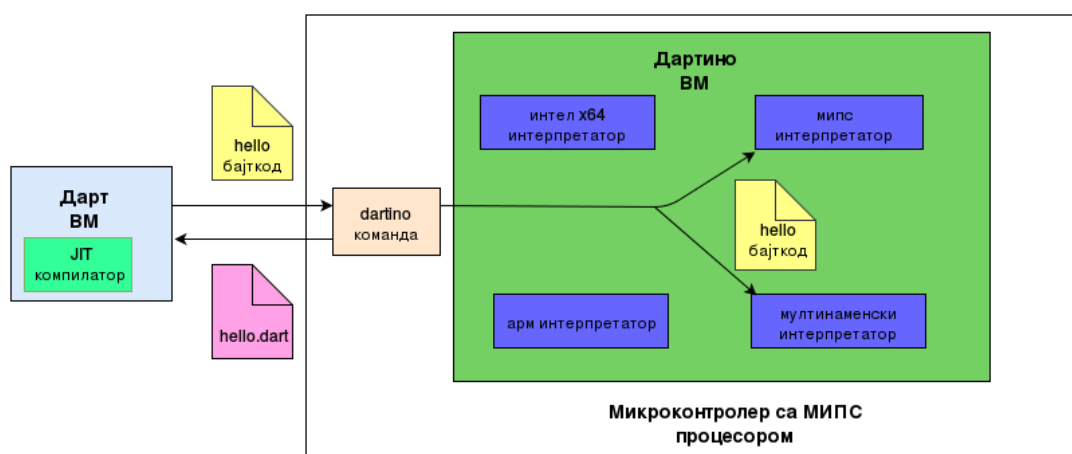 Дартино
ВМ
интел x64
интерпретатор
мипс
интерпретатор
hello
бајткод
Дарт
ВМ
JIT
компилатор
dartino
команда
hello
бајткод
hello.dart
арм интерпретатор
мултинаменски
интерпретатор
Микроконтролер са МИПС
процесором